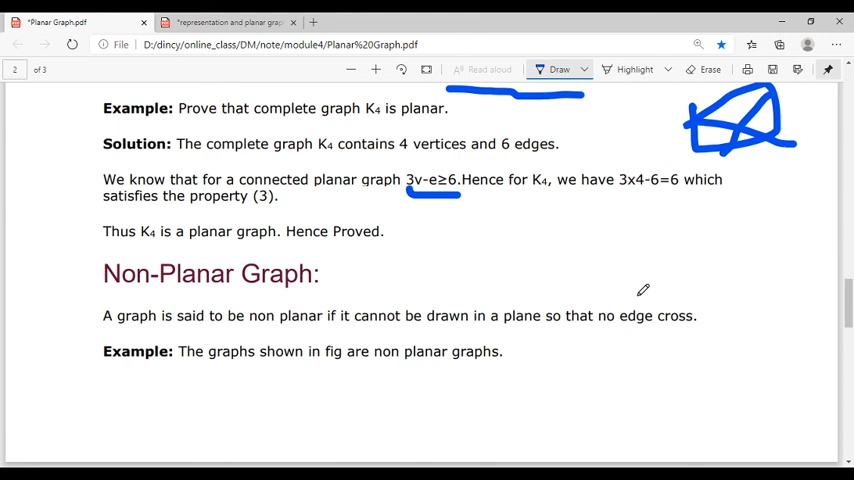 *Planar Graph.pdf
*representation and planar grap
File
D:/dincy/online_class/DM/note/module4/Planar%20Graph.pdf
2 of 3
Read aloud
Draw
Highlight
Erase
Example: Prove that complete graph K₄ is planar.
Solution: The complete graph K₄ contains 4 vertices and 6 edges.
We know that for a connected planar graph 3v-e≥6.Hence for K₄, we have 3x4-6=6 which
satisfies the property (3).
Thus K₄ is a planar graph. Hence Proved.
Non-Planar Graph:
A graph is said to be non planar if it cannot be drawn in a plane so that no edge cross.
Example: The graphs shown in fig are non planar graphs.